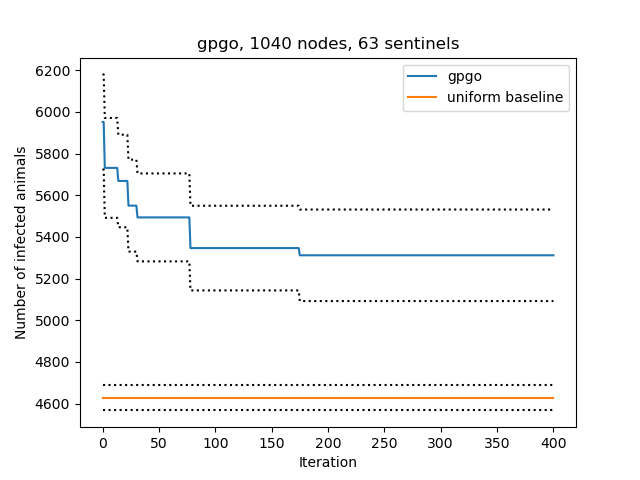 gpgo, 1040 nodes, 63 sentinels
gpgo
uniform baseline
Number of infected animals
6200
6000
5800
5600
5400
5200
5000
4800
4600
0 50 100 150 200 250 300 350 400
Iteration